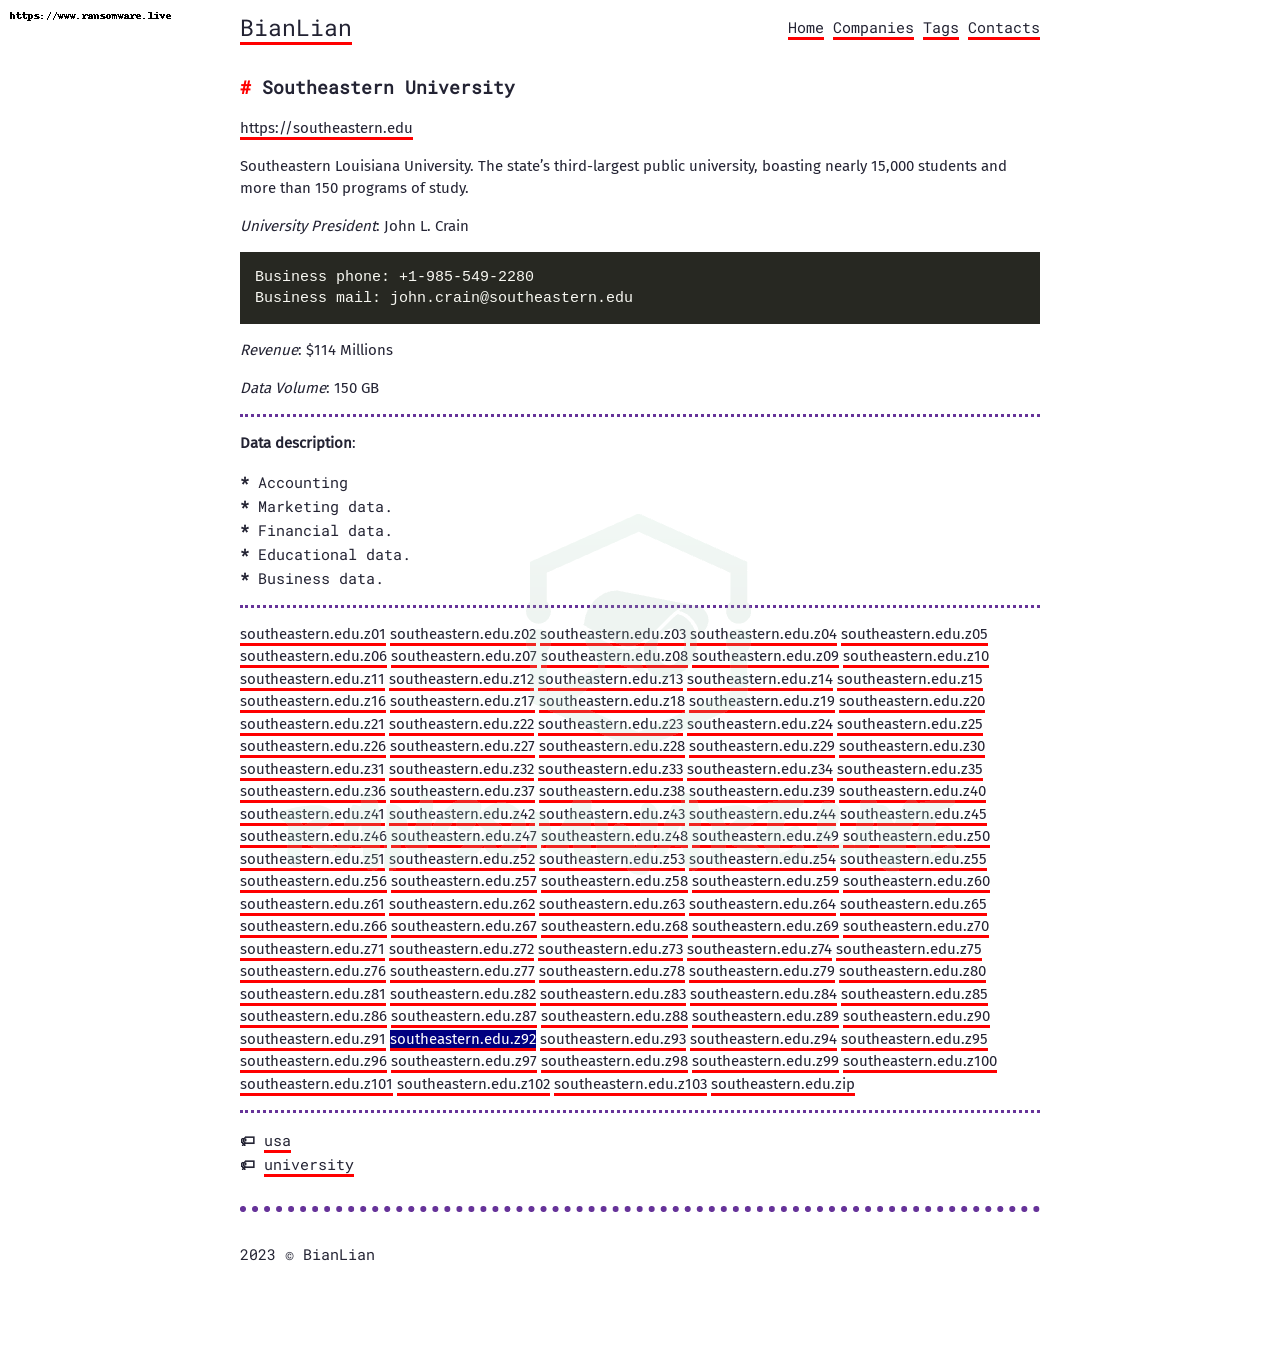 https://www.ransomware.live
BianLian
Home Companies Tags Contacts
# Southeastern University
https://southeastern.edu
Southeastern Louisiana University. The state’s third-largest public university, boasting nearly 15,000 students and
more than 150 programs of study.
University President: John L. Crain
Business phone: +1-985-549-2280
Business mail: john.crain@southeastern.edu
Revenue: $114 Millions
Data Volume: 150 GB
Data description:
* Accounting
* Marketing data.
* Financial data.
* Educational data.
* Business data.
southeastern.edu.z01 southeastern.edu.z02 southeastern.edu.z03 southeastern.edu.z04 southeastern.edu.z05
southeastern.edu.z06 southeastern.edu.z07 southeastern.edu.z08 southeastern.edu.z09 southeastern.edu.z10
southeastern.edu.z11 southeastern.edu.z12 southeastern.edu.z13 southeastern.edu.z14 southeastern.edu.z15
southeastern.edu.z16 southeastern.edu.z17 southeastern.edu.z18 southeastern.edu.z19 southeastern.edu.z20
southeastern.edu.z21 southeastern.edu.z22 southeastern.edu.z23 southeastern.edu.z24 southeastern.edu.z25
southeastern.edu.z26 southeastern.edu.z27 southeastern.edu.z28 southeastern.edu.z29 southeastern.edu.z30
southeastern.edu.z31 southeastern.edu.z32 southeastern.edu.z33 southeastern.edu.z34 southeastern.edu.z35
southeastern.edu.z36 southeastern.edu.z37 southeastern.edu.z38 southeastern.edu.z39 southeastern.edu.z40
southeastern.edu.z41 southeastern.edu.z42 southeastern.edu.z43 southeastern.edu.z44 southeastern.edu.z45
southeastern.edu.z46 southeastern.edu.z47 southeastern.edu.z48 southeastern.edu.z49 southeastern.edu.z50
southeastern.edu.z51 southeastern.edu.z52 southeastern.edu.z53 southeastern.edu.z54 southeastern.edu.z55
southeastern.edu.z56 southeastern.edu.z57 southeastern.edu.z58 southeastern.edu.z59 southeastern.edu.z60
southeastern.edu.z61 southeastern.edu.z62 southeastern.edu.z63 southeastern.edu.z64 southeastern.edu.z65
southeastern.edu.z66 southeastern.edu.z67 southeastern.edu.z68 southeastern.edu.z69 southeastern.edu.z70
southeastern.edu.z71 southeastern.edu.z72 southeastern.edu.z73 southeastern.edu.z74 southeastern.edu.z75
southeastern.edu.z76 southeastern.edu.z77 southeastern.edu.z78 southeastern.edu.z79 southeastern.edu.z80
southeastern.edu.z81 southeastern.edu.z82 southeastern.edu.z83 southeastern.edu.z84 southeastern.edu.z85
southeastern.edu.z86 southeastern.edu.z87 southeastern.edu.z88 southeastern.edu.z89 southeastern.edu.z90
southeastern.edu.z91 southeastern.edu.z92 southeastern.edu.z93 southeastern.edu.z94 southeastern.edu.z95
southeastern.edu.z96 southeastern.edu.z97 southeastern.edu.z98 southeastern.edu.z99 southeastern.edu.z100
southeastern.edu.z101 southeastern.edu.z102 southeastern.edu.z103 southeastern.edu.zip
usa
university
2023 © BianLian